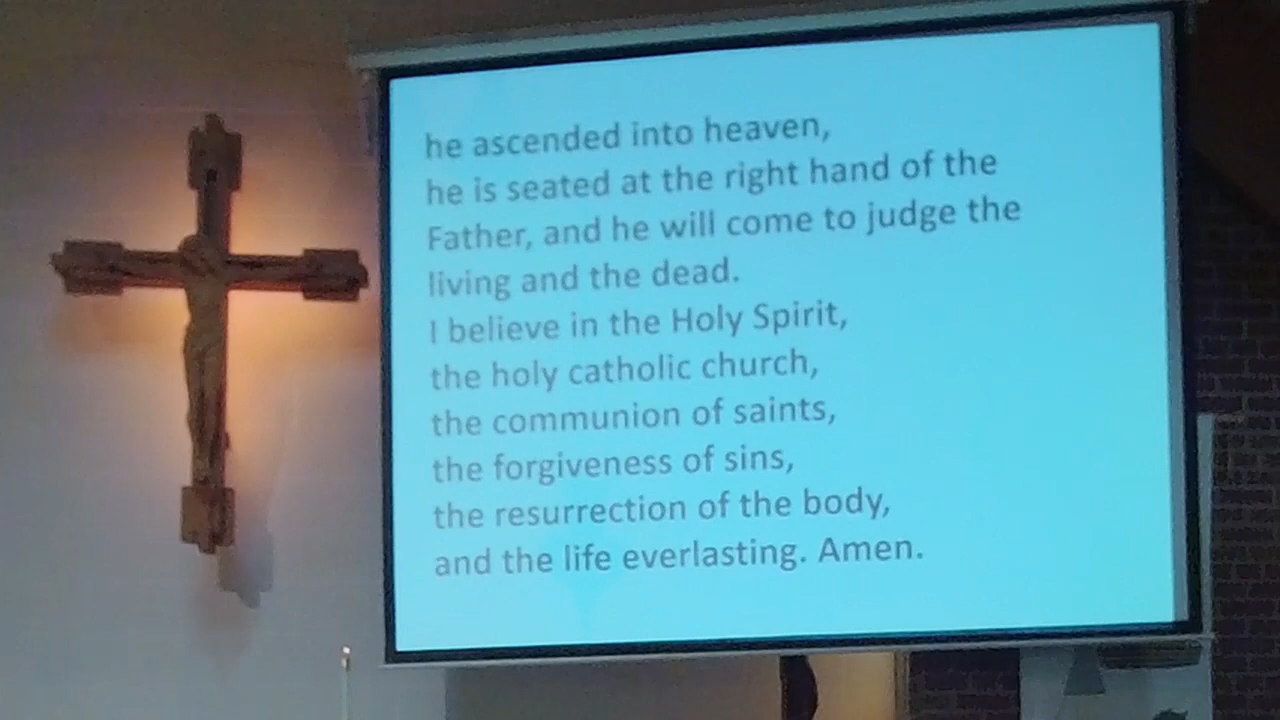 he ascended into heaven,
he is seated at the right hand of the
Father, and he will come to judge the
living and the dead.
I believe in the Holy Spirit,
the holy catholic church,
the communion of saints,
the forgiveness of sins,
the resurrection of the body,
and the life everlasting. Amen.